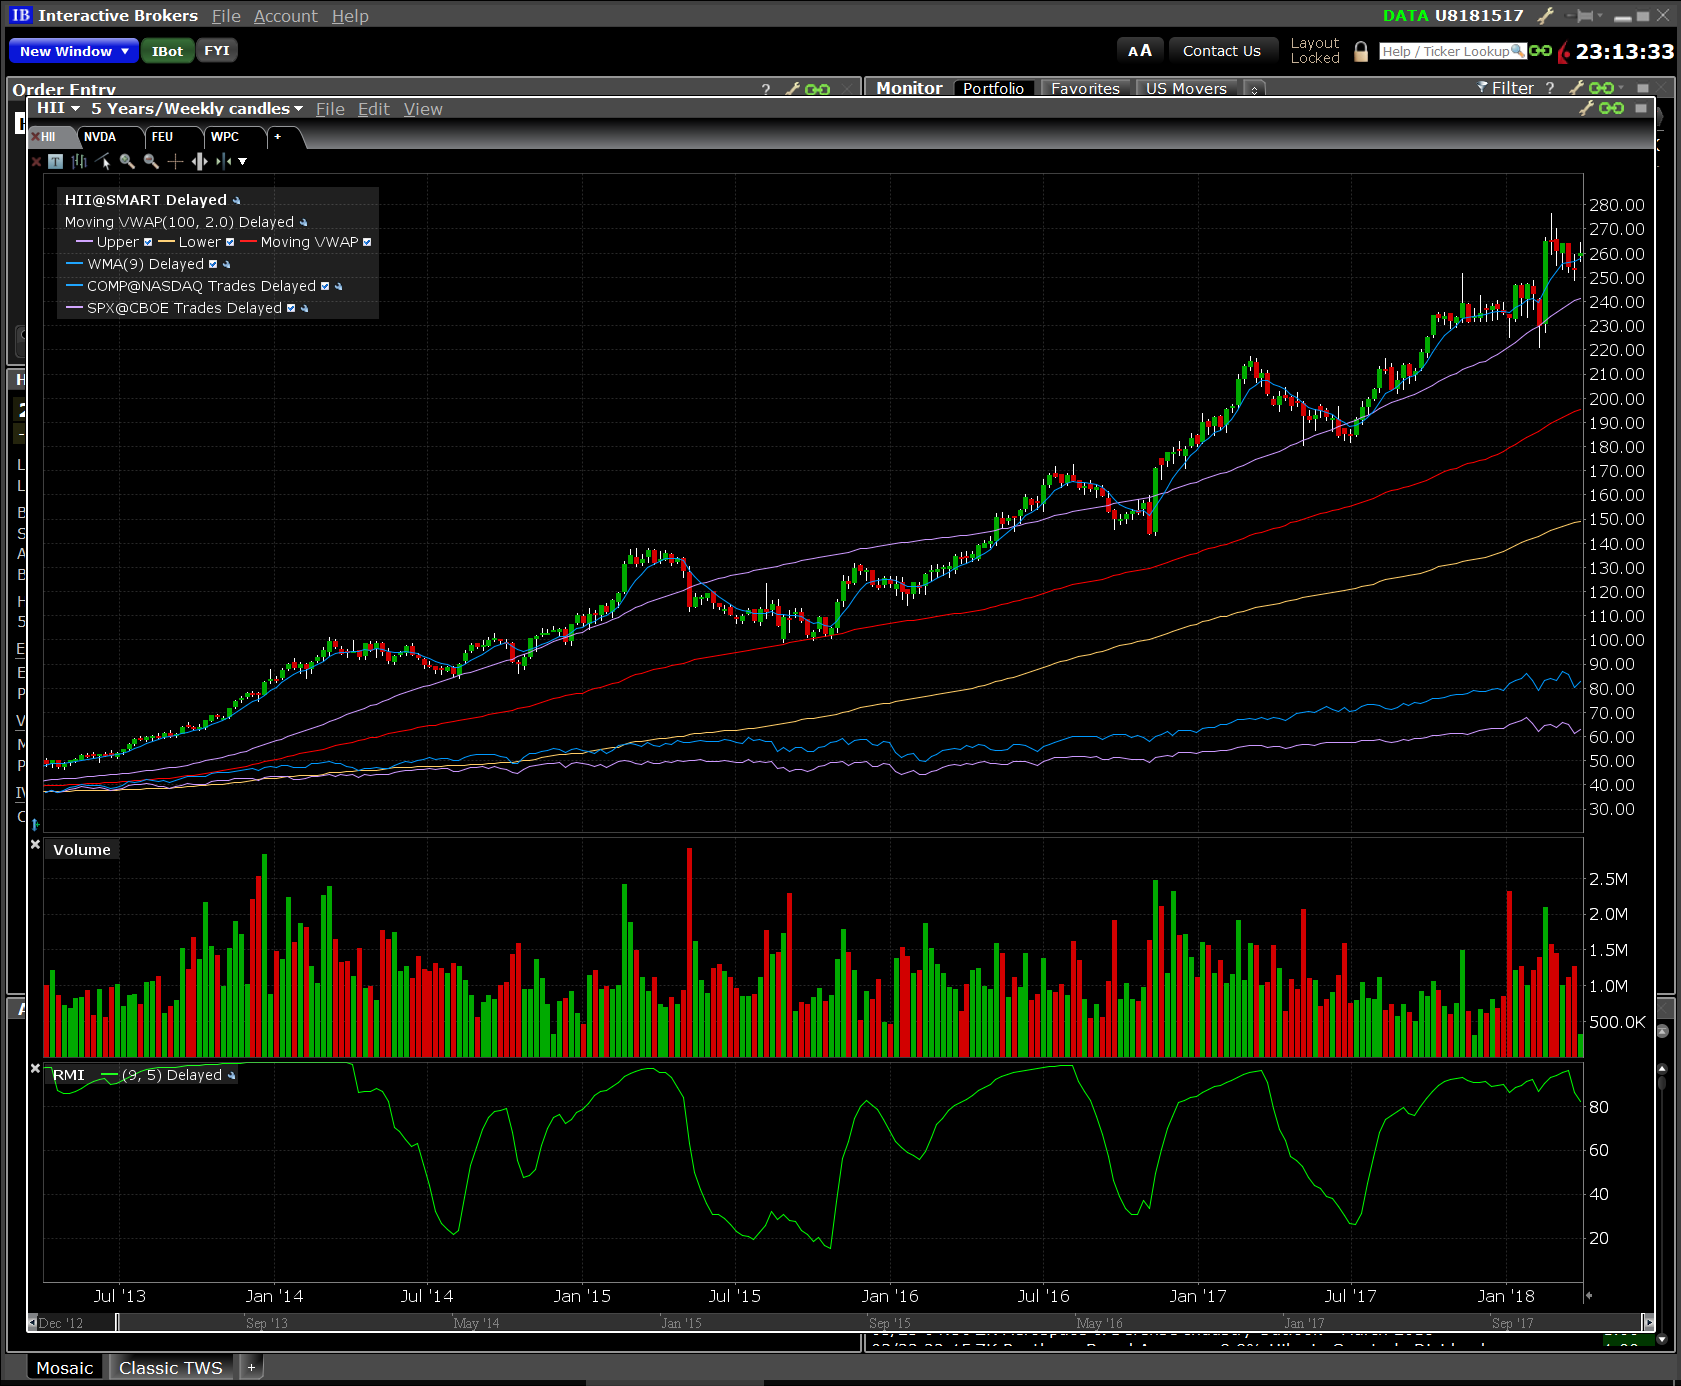 IB Interactive Brokers File Account Help
DATA U8181517
New Window IBot FYI
AA Contact Us Layout Locked Help / Ticker Lookup 23:13:33
Order Entry ?
Monitor Portfolio Favorites US Movers Filter ?
HII 5 Years/Weekly candles File Edit View
HII NVDA FEU WPC +
T
HII@SMART Delayed
Moving VWAP(100, 2.0) Delayed
Upper Lower Moving VWAP
WMA(9) Delayed
COMP@NASDAQ Trades Delayed
SPX@CBOE Trades Delayed
280.00
270.00
260.00
250.00
240.00
230.00
220.00
210.00
200.00
190.00
180.00
170.00
160.00
150.00
140.00
130.00
120.00
110.00
100.00
90.00
80.00
70.00
60.00
50.00
40.00
30.00
Volume
2.5M
2.0M
1.5M
1.0M
500.0K
RMI (9, 5) Delayed
80
60
40
20
Jul '13 Jan '14 Jul '14 Jan '15 Jul '15 Jan '16 Jul '16 Jan '17 Jul '17 Jan '18
Dec '12 Sep '13 May '14 Jan '15 Sep '15 May '16 Jan '17 Sep '17
Mosaic Classic TWS +